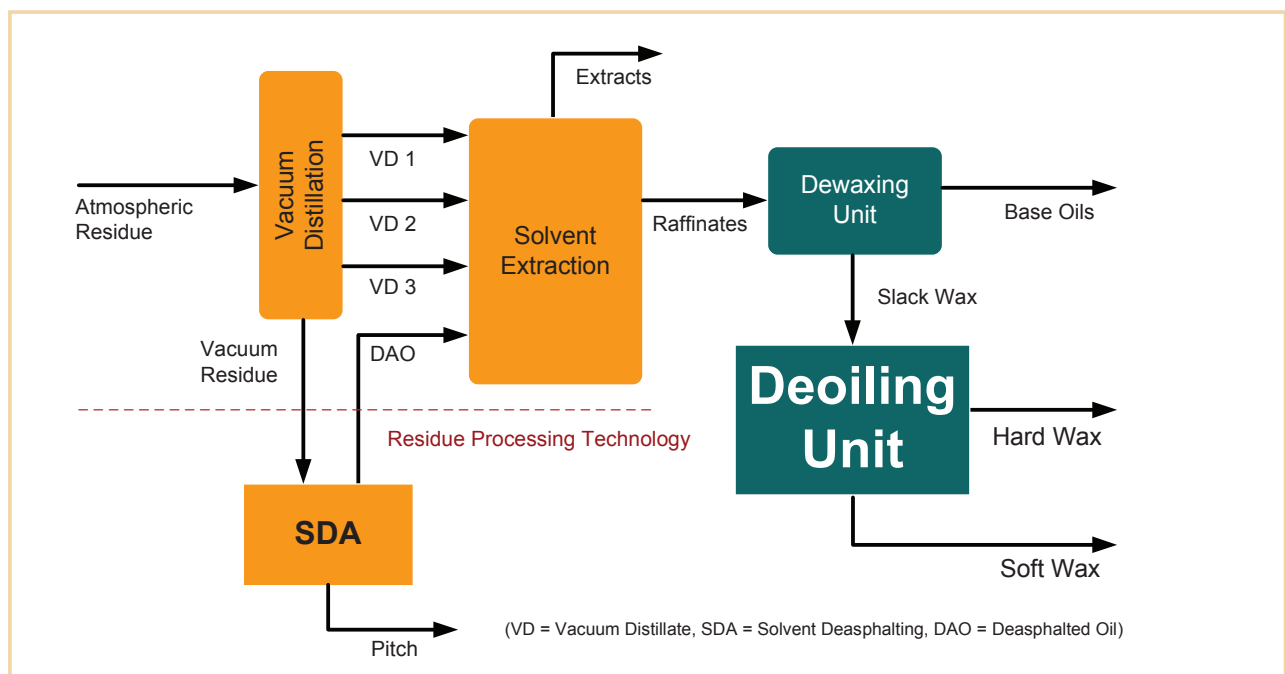 Extracts
Vacuum
Distillation
VD 1
VD 2
VD 3
Atmospheric
Residue
Solvent
Extraction
Raffinates
Dewaxing
Unit
Base Oils
Slack Wax
Vacuum
Residue
DAO
Deoiling
Unit
Hard Wax
Soft Wax
Residue Processing Technology
SDA
Pitch
(VD = Vacuum Distillate, SDA = Solvent Deasphalting, DAO = Deasphalted Oil)